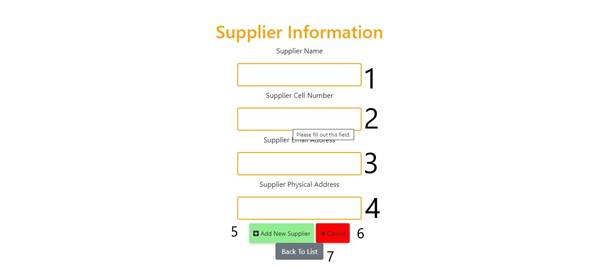 Supplier Information
Supplier Name
1
Supplier Cell Number
2
Please fill out this field.
Supplier Email Address
3
Supplier Physical Address
4
5 Add New Supplier Cancel 6
Back To List 7